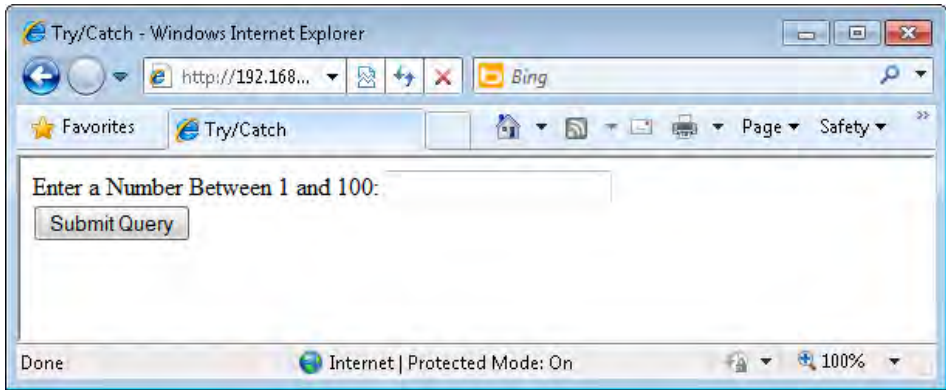 Try/Catch - Windows Internet Explorer
http://192.168...
Bing
Favorites
Try/Catch
Page
Safety
Enter a Number Between 1 and 100:
Submit Query
Done
Internet | Protected Mode: On
100%